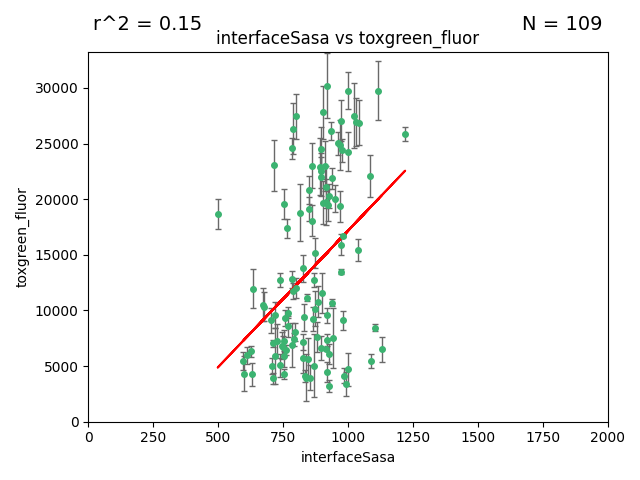 r^2 = 0.15
N = 109
interfaceSasa vs toxgreen_fluor
30000
25000
20000
15000
10000
5000
0
toxgreen_fluor
0 250 500 750 1000 1250 1500 1750 2000
interfaceSasa